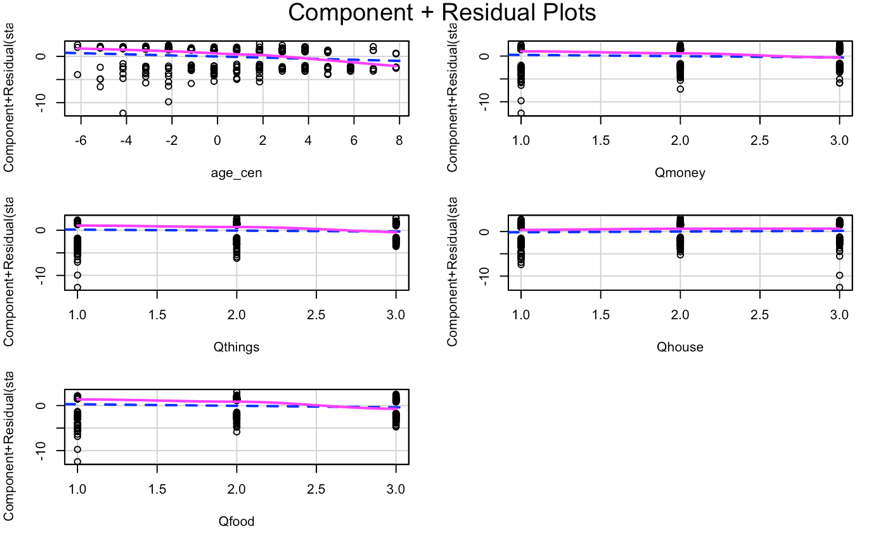 Component + Residual Plots
Component+Residual(sta
0
-10
-6 -4 -2 0 2 4 6 8
age_cen
Component+Residual(sta
0
-10
1.0 1.5 2.0 2.5 3.0
Qmoney
Component+Residual(sta
0
-10
1.0 1.5 2.0 2.5 3.0
Qthings
Component+Residual(sta
0
-10
1.0 1.5 2.0 2.5 3.0
Qhouse
Component+Residual(sta
0
-10
1.0 1.5 2.0 2.5 3.0
Qfood